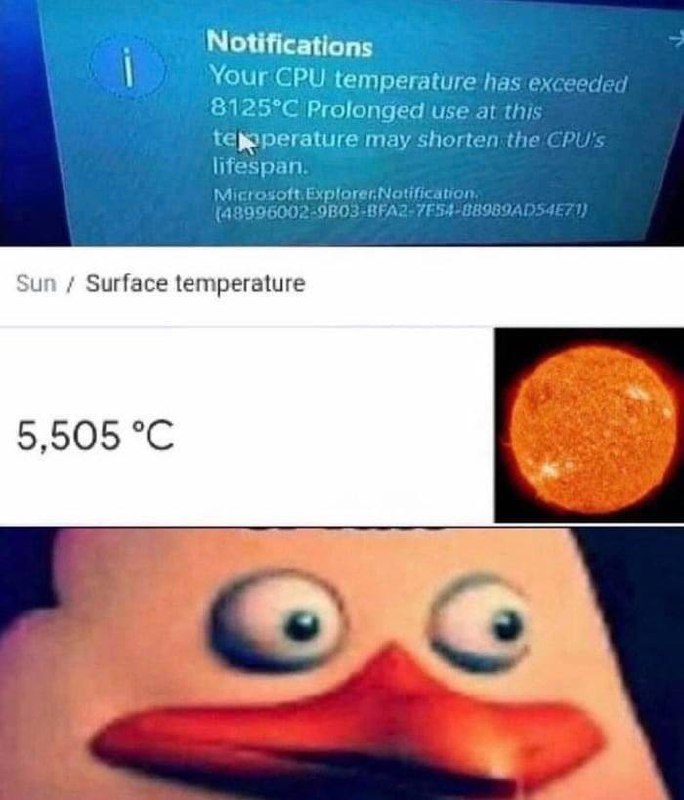 Notifications
Your CPU temperature has exceeded
8125°C Prolonged use at this
temperature may shorten the CPU's
lifespan.
Microsoft.Explorer.Notification.
{48996002-9B03-BFA2-7F54-88989AD54E71}
Sun / Surface temperature
5,505 °C